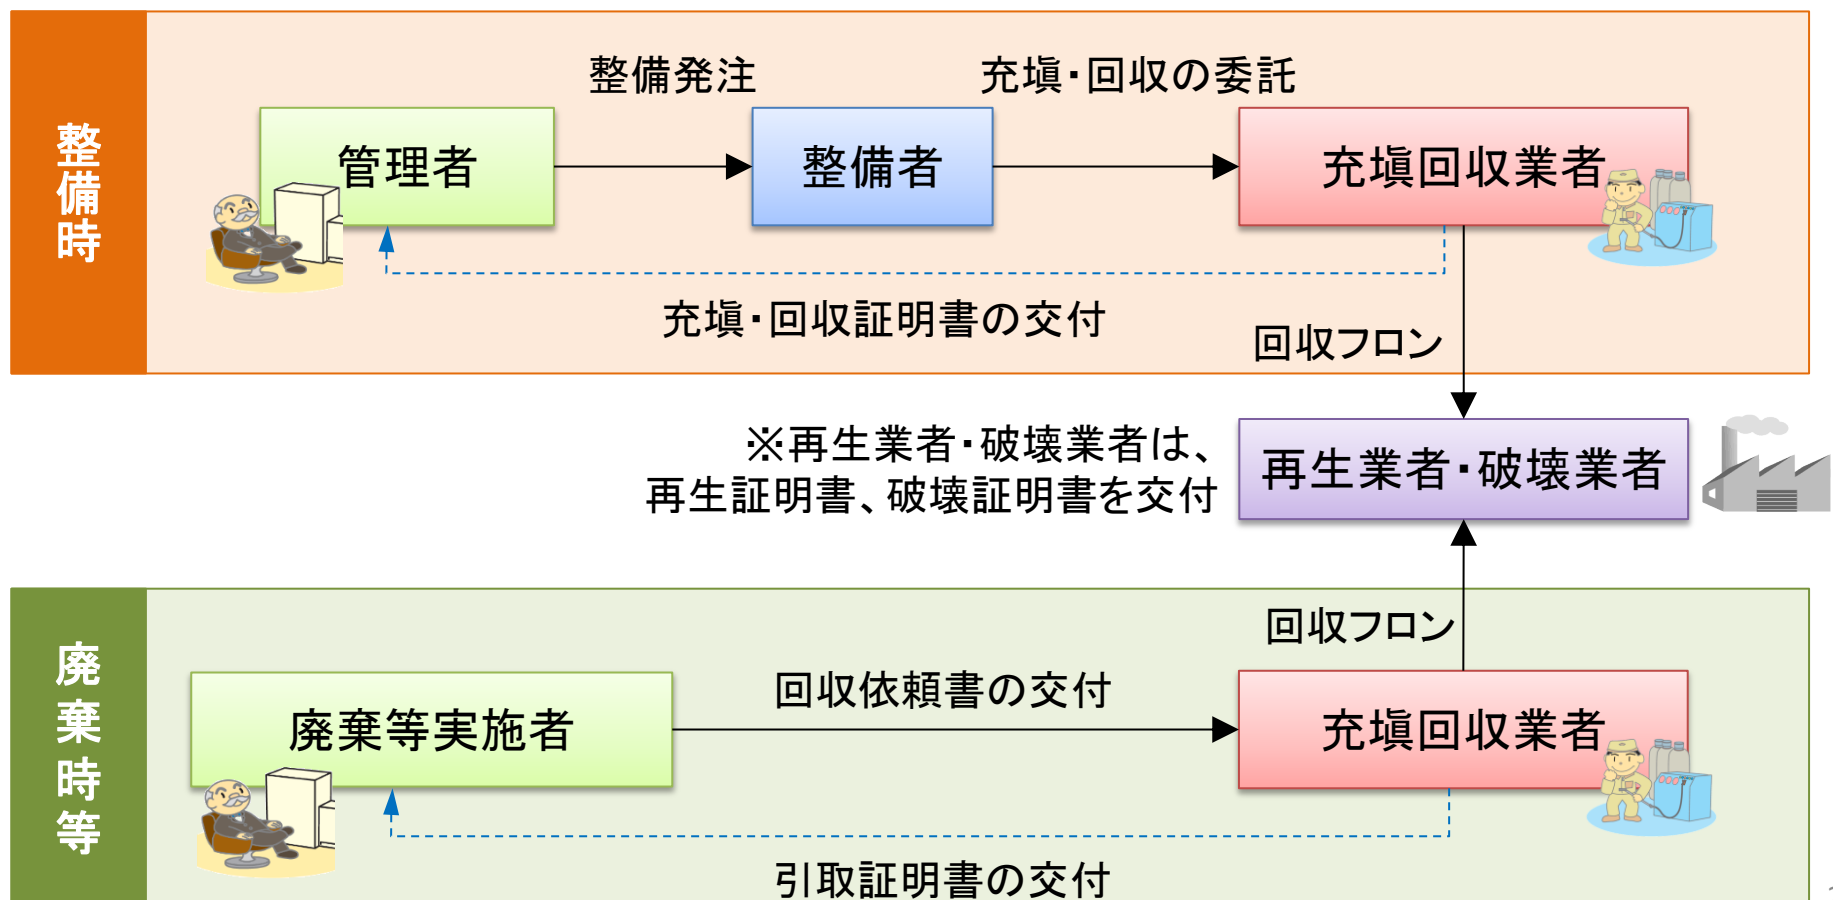 整備時
整備発注
充塡・回収の委託
管理者
整備者
充塡回収業者
充塡・回収証明書の交付
回収フロン
※再生業者・破壊業者は、
再生証明書、破壊証明書を交付
再生業者・破壊業者
廃棄時等
回収フロン
回収依頼書の交付
廃棄等実施者
充塡回収業者
引取証明書の交付